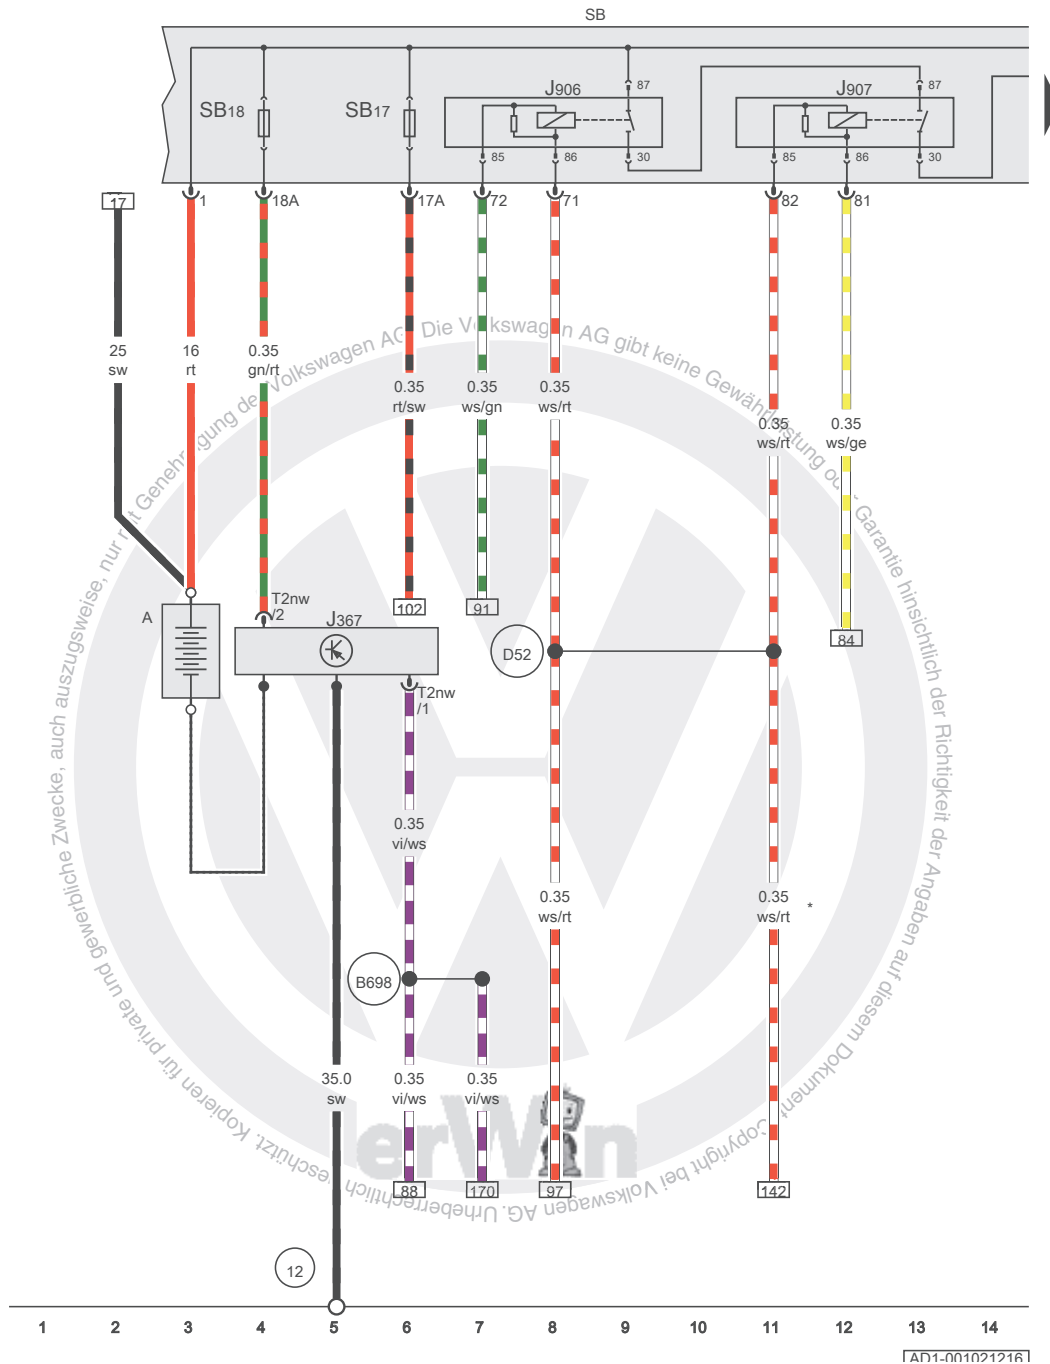 SB
SB18
SB17
J906
87
J907
87
85
86
30
85
86
30
17
1
18A
17A
72
71
82
81
25
sw
16
rt
0.35
gn/rt
0.35
rt/sw
0.35
ws/gn
0.35
ws/rt
0.35
ws/rt
0.35
ws/ge
A
T2nw
/2
J367
102
91
D52
84
T2nw
/1
0.35
vi/ws
0.35
ws/rt
0.35
ws/rt
*
B698
35.0
sw
0.35
vi/ws
0.35
vi/ws
88
170
97
142
12
1 2 3 4 5 6 7 8 9 10 11 12 13 14
AD1-001021216
erWin
Volkswagen AG. Die Volkswagen AG gibt keine Gewährleistung oder Garantie hinsichtlich der Richtigkeit der Angaben auf diesem Dokument. Copyright bei Volkswagen AG.
Urheberrechtlich geschützt. Kopieren für private und gewerbliche Zwecke, auch auszugsweise, nur mit Genehmigung der